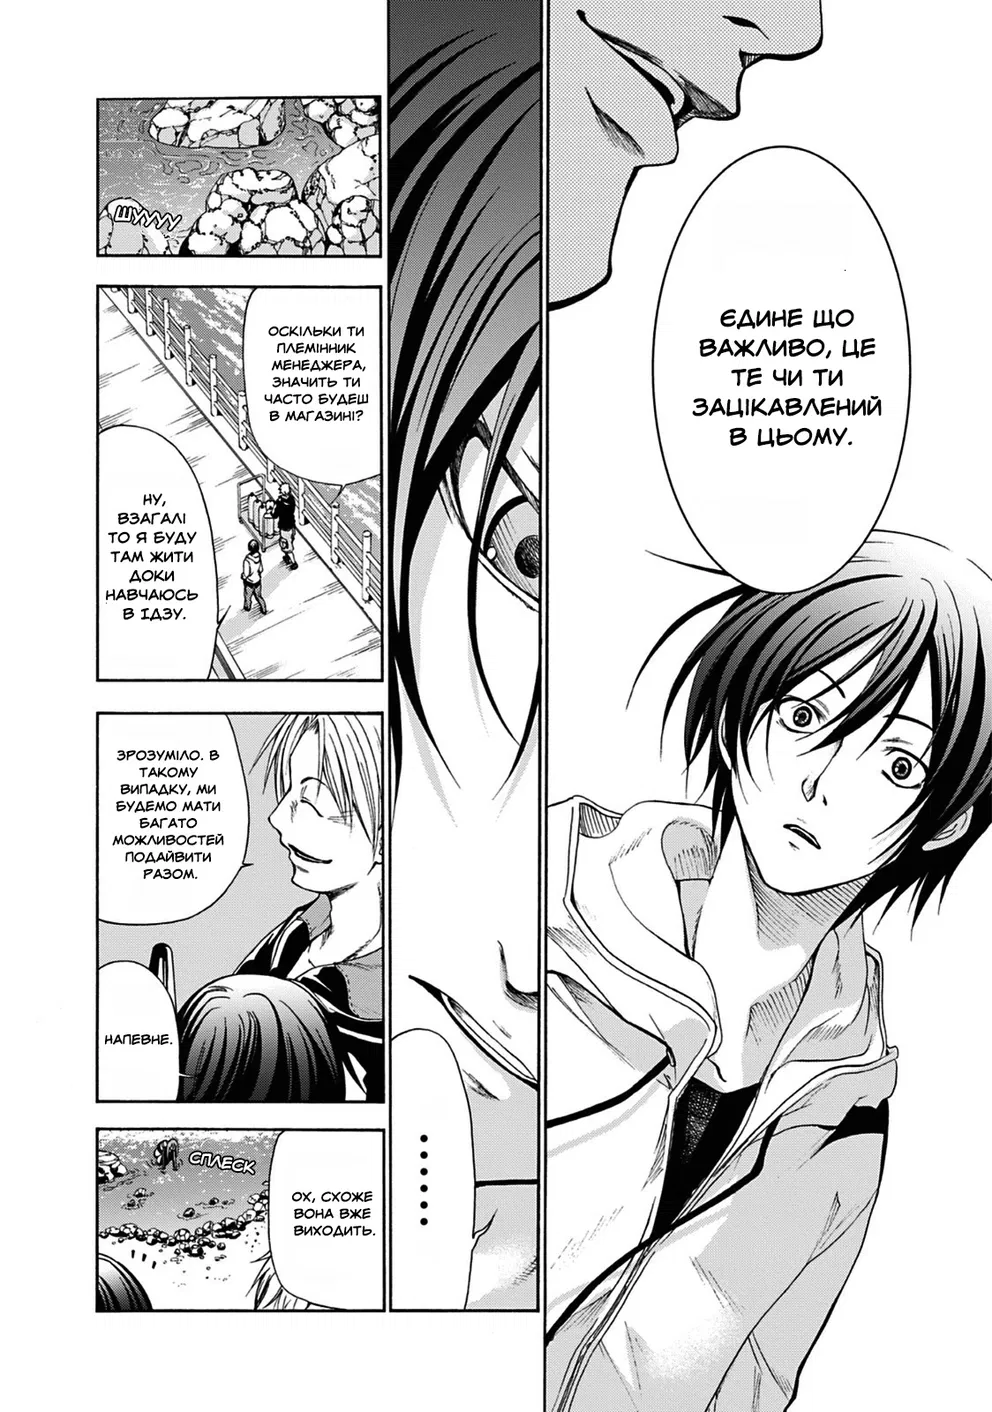 ЄДИНЕ ЩО
ВАЖЛИВО, ЦЕ
ТЕ ЧИ ТИ
ЗАЦІКАВЛЕНИЙ
В ЦЬОМУ.
......
ШУУУУ
ОСКІЛЬКИ ТИ
ПЛЕМІННИК
МЕНЕДЖЕРА,
ЗНАЧИТЬ ТИ
ЧАСТО БУДЕШ
В МАГАЗИНІ?
НУ,
ВЗАГАЛІ
ТО Я БУДУ
ТАМ ЖИТИ
ДОКИ
НАВЧАЮСЬ
В ІДЗУ.
ЗРОЗУМІЛО. В
ТАКОМУ
ВИПАДКУ, МИ
БУДЕМО МАТИ
БАГАТО
МОЖЛИВОСТЕЙ
ПОДАЙВИТИ
РАЗОМ.
НАПЕВНЕ.
СПЛЕСК
ОХ, СХОЖЕ
ВОНА ВЖЕ
ВИХОДИТЬ.